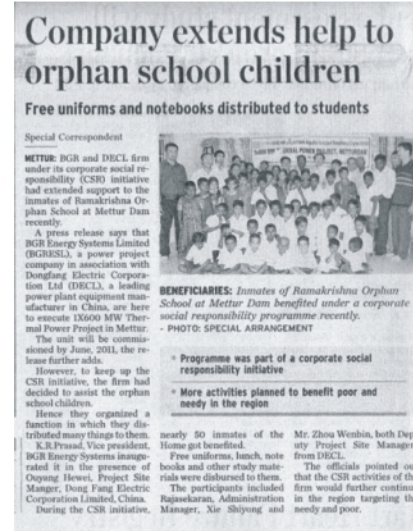 Company extends help to
orphan school children
Free uniforms and notebooks distributed to students
Special Correspondent
METTUR: BGR and DECL firm
under its corporate social re-
sponsibility (CSR) initiative
had extended support to the
inmates of Ramakrishna Or-
phan School at Mettur Dam
recently.
A press release says that
BGR Energy Systems Limited
(BGRESL), a power project
company in association with
Dongfang Electric Corpora-
tion Ltd (DECL), a leading
power plant equipment man-
ufacturer in China, are here
to execute 1X600 MW Ther-
mal Power Project in Mettur.
The unit will be commis-
sioned by June, 2011, the re-
lease further adds.
However, to keep up the
CSR initiative, the firm had
decided to assist the orphan
school children.
Hence they organized a
function in which they dis-
tributed many things to them.
K.R.Prasad, Vice president,
BGR Energy Systems inaugu-
rated it in the presence of
Ouyang Hewei, Project Site
Manger, Dong Fang Electric
Corporation Limited, China.
During the CSR initiative,
BENEFICIARIES: Inmates of Ramakrishna Orphan
School at Mettur Dam benefited under a corporate
social responsibility programme recently.
- PHOTO: SPECIAL ARRANGEMENT
• Programme was part of a corporate social
responsibility initiative
• More activities planned to benefit poor and
needy in the region
nearly 50 inmates of the
Home got benefited.
Free uniforms, lunch, note
books and other study mate-
rials were disbursed to them.
The participants included
Rajasekaran, Administration
Manager, Xie Shiyong and
Mr. Zhou Wenbin, both Dep
uty Project Site Manager
from DECL.
The officials pointed ou
that the CSR activities of th
firm would further continu
in the region targeting th
needy and poor.